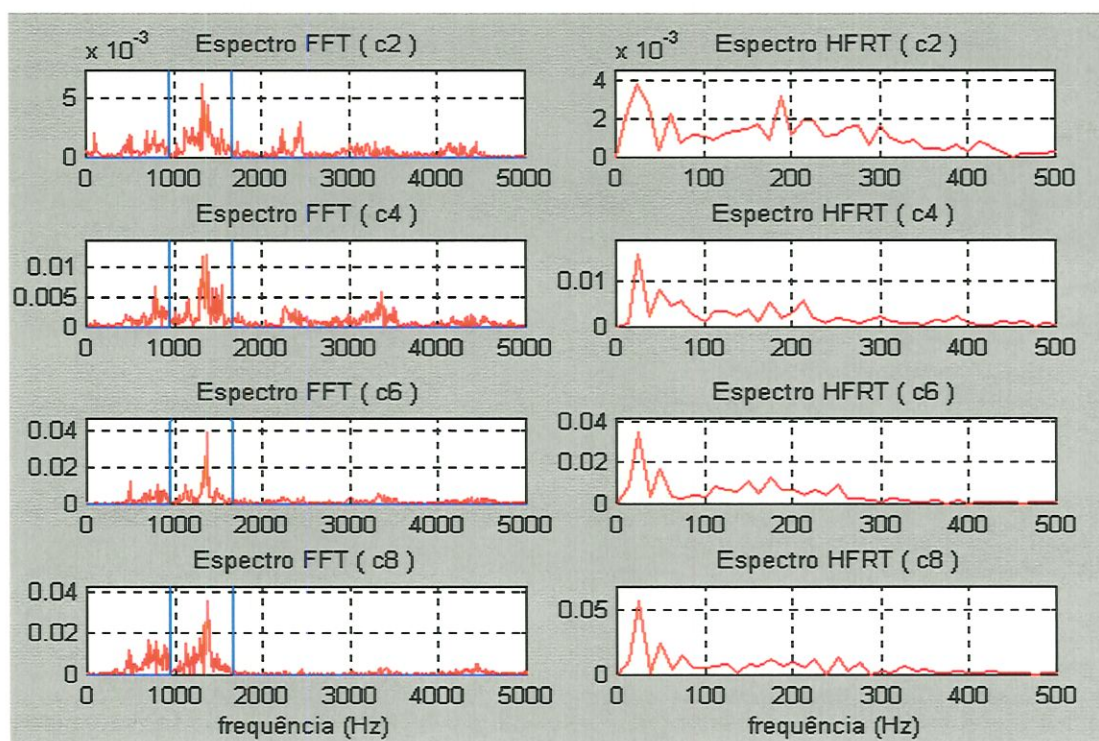 x 10-3 Espectro FFT ( c2 )
5
0
0 1000 2000 3000 4000 5000
x 10-3 Espectro HFRT ( c2 )
4
2
0
0 100 200 300 400 500
Espectro FFT ( c4 )
0.01
0.005
0
0 1000 2000 3000 4000 5000
Espectro HFRT ( c4 )
0.01
0
0 100 200 300 400 500
Espectro FFT ( c6 )
0.04
0.02
0
0 1000 2000 3000 4000 5000
Espectro HFRT ( c6 )
0.04
0.02
0
0 100 200 300 400 500
Espectro FFT ( c8 )
0.04
0.02
0
0 1000 2000 3000 4000 5000
frequência (Hz)
Espectro HFRT ( c8 )
0.05
0
0 100 200 300 400 500
frequência (Hz)